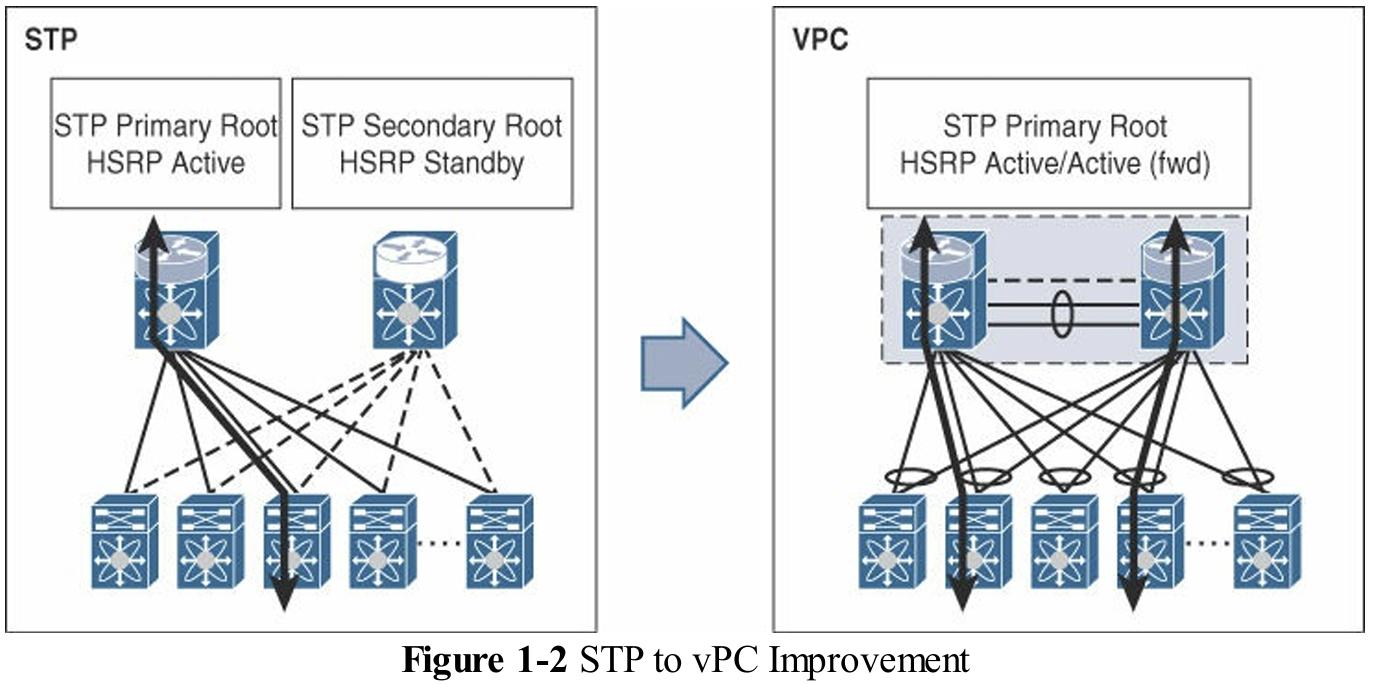 STP
STP Primary Root
HSRP Active
STP Secondary Root
HSRP Standby
VPC
STP Primary Root
HSRP Active/Active (fwd)
Figure 1-2 STP to vPC Improvement